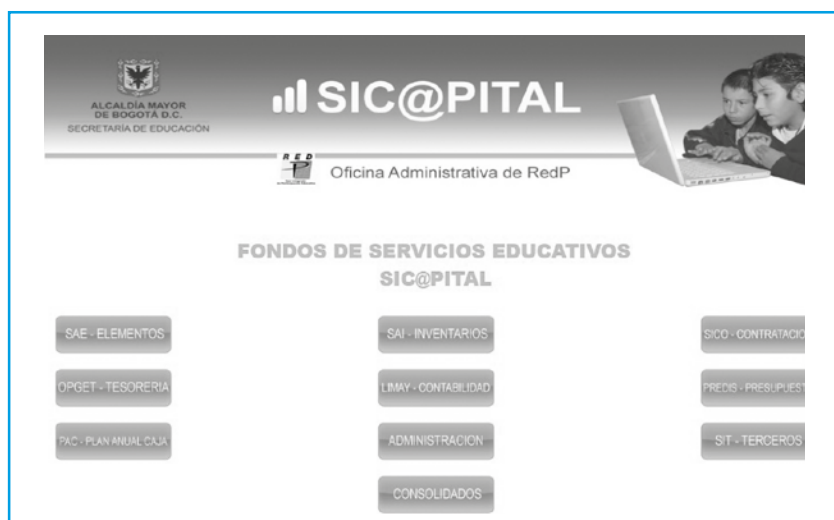 ALCALDÍA MAYOR
DE BOGOTÁ D.C.
SECRETARÍA DE EDUCACIÓN
SIC@PITAL
RED
P
Oficina Administrativa de RedP
FONDOS DE SERVICIOS EDUCATIVOS
SIC@PITAL
SAE - ELEMENTOS
SAI - INVENTARIOS
SICO - CONTRATACIO
OPGET - TESORERIA
LIMAY - CONTABILIDAD
PREDIS - PRESUPUEST
PAC - PLAN ANUAL CAJA
ADMINISTRACION
SIT - TERCEROS
CONSOLIDADOS